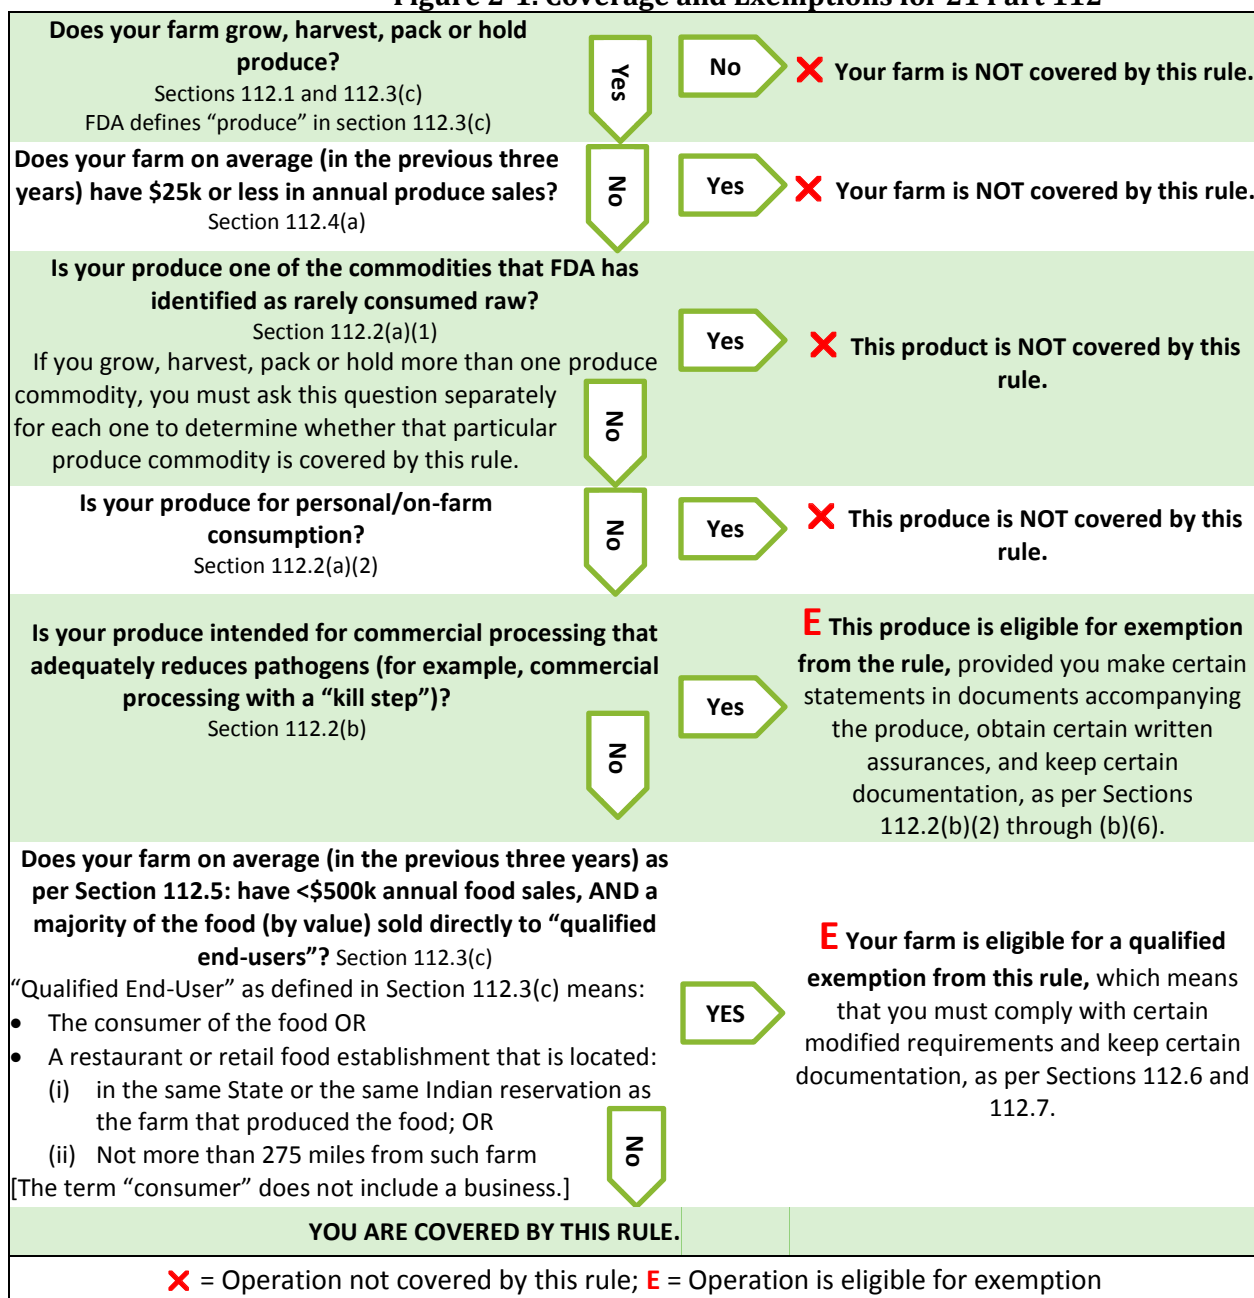 Figure 2-1. Coverage and Exemptions for 21 Part 112
Does your farm grow, harvest, pack or hold
produce?
Sections 112.1 and 112.3(c)
FDA defines “produce” in section 112.3(c)
Yes
No
Your farm is NOT covered by this rule.
Does your farm on average (in the previous three
years) have $25k or less in annual produce sales?
Section 112.4(a)
No
Yes
Your farm is NOT covered by this rule.
Is your produce one of the commodities that FDA has
identified as rarely consumed raw?
Section 112.2(a)(1)
If you grow, harvest, pack or hold more than one produce
commodity, you must ask this question separately
for each one to determine whether that particular
produce commodity is covered by this rule.
No
Yes
This product is NOT covered by this
rule.
Is your produce for personal/on-farm
consumption?
Section 112.2(a)(2)
No
Yes
This produce is NOT covered by this
rule.
Is your produce intended for commercial processing that
adequately reduces pathogens (for example, commercial
processing with a “kill step”)?
Section 112.2(b)
No
Yes
E This produce is eligible for exemption
from the rule, provided you make certain
statements in documents accompanying
the produce, obtain certain written
assurances, and keep certain
documentation, as per Sections
112.2(b)(2) through (b)(6).
Does your farm on average (in the previous three years) as
per Section 112.5: have <$500k annual food sales, AND a
majority of the food (by value) sold directly to “qualified
end-users”? Section 112.3(c)
“Qualified End-User” as defined in Section 112.3(c) means:
• The consumer of the food OR
• A restaurant or retail food establishment that is located:
(i) in the same State or the same Indian reservation as
the farm that produced the food; OR
(ii) Not more than 275 miles from such farm
[The term “consumer” does not include a business.]
No
YES
E Your farm is eligible for a qualified
exemption from this rule, which means
that you must comply with certain
modified requirements and keep certain
documentation, as per Sections 112.6 and
112.7.
YOU ARE COVERED BY THIS RULE.
= Operation not covered by this rule; E = Operation is eligible for exemption